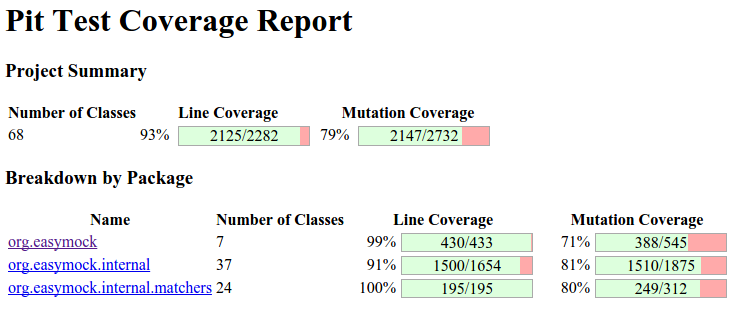 Pit Test Coverage Report
Project Summary
Number of Classes Line Coverage Mutation Coverage
68 93% 2125/2282 79% 2147/2732
Breakdown by Package
Name Number of Classes Line Coverage Mutation Coverage
org.easymock 7 99% 430/433 71% 388/545
org.easymock.internal 37 91% 1500/1654 81% 1510/1875
org.easymock.internal.matchers 24 100% 195/195 80% 249/312